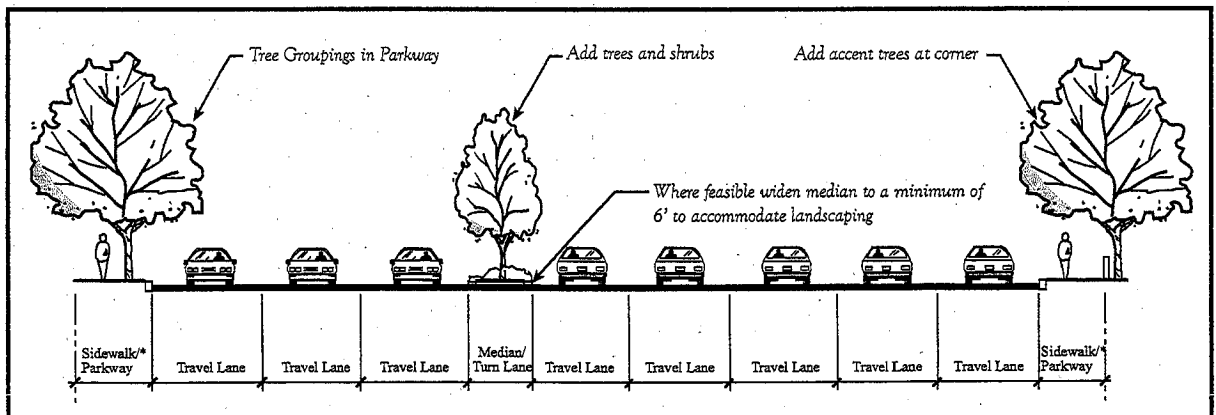 Tree Groupings in Parkway
Add trees and shrubs
Add accent trees at corner
Where feasible widen median to a minimum of
6' to accommodate landscaping
Sidewalk/*
Parkway
Travel Lane
Travel Lane
Travel Lane
Median/
Turn Lane
Travel Lane
Travel Lane
Travel Lane
Travel Lane
Travel Lane
Sidewalk/*
Parkway